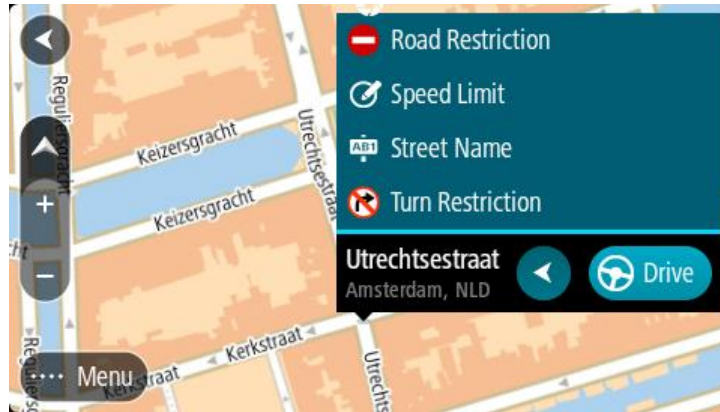 Road Restriction
Speed Limit
AB1 Street Name
Turn Restriction
Utrechtsestraat
Amsterdam, NLD
Drive
Reguliersgracht
Keizersgracht
Utrechtsestraat
Keizersgracht
+
ht
−
Kerkstraat
Kerkstraat
Menu